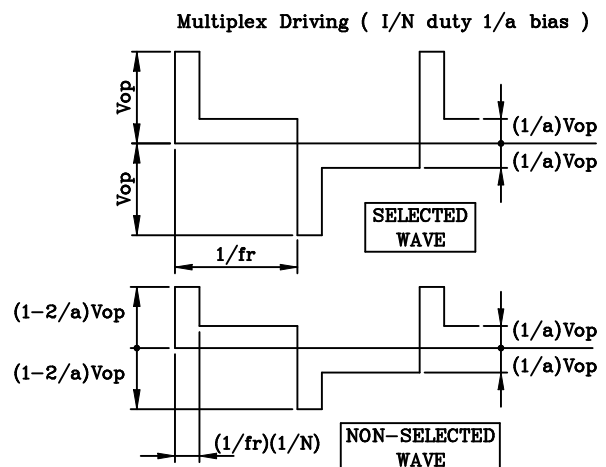 Multiplex Driving ( I/N duty 1/a bias )
Vop
Vop
(1/a)Vop
(1/a)Vop
SELECTED
WAVE
1/fr
(1-2/a)Vop
(1-2/a)Vop
(1/a)Vop
(1/a)Vop
(1/fr)(1/N)
NON-SELECTED
WAVE